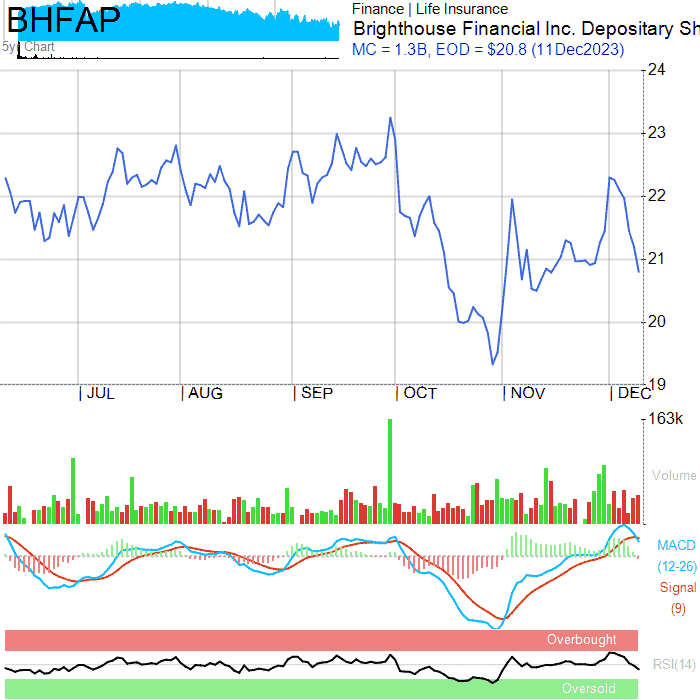 BHFAP
5yr Chart
Finance | Life Insurance
Brighthouse Financial Inc. Depositary Sh
MC = 1.3B, EOD = $20.8 (11Dec2023)
24
23
22
21
20
19
JUL
AUG
SEP
OCT
NOV
DEC
163k
Volume
MACD
(12-26)
Signal
(9)
Overbought
RSI(14)
Oversold